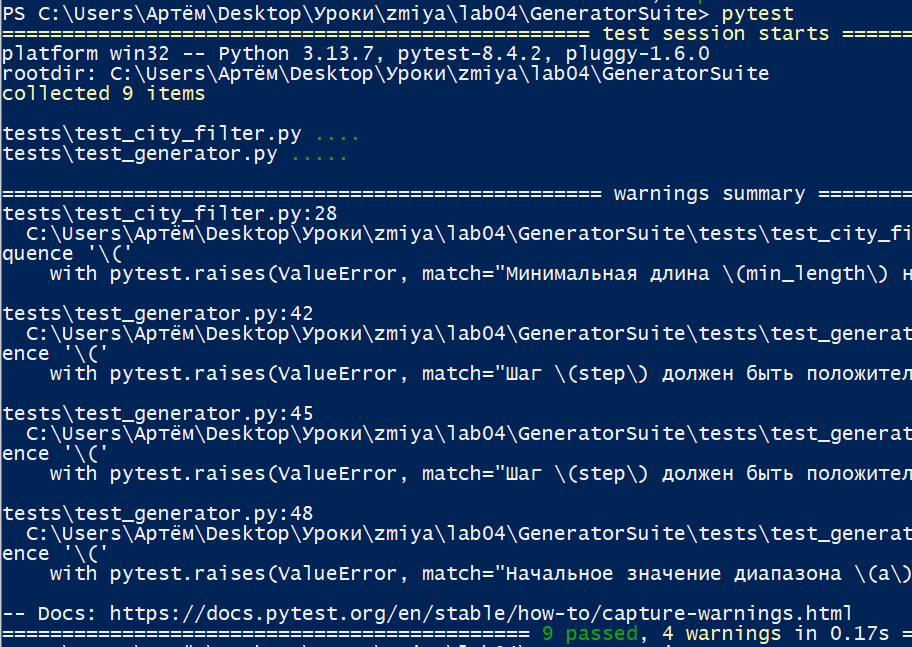 PS C:\Users\Артём\Desktop\Уроки\zmiya\lab04\GeneratorSuite> pytest
================================================= test session starts ======
platform win32 -- Python 3.13.7, pytest-8.4.2, pluggy-1.6.0
rootdir: C:\Users\Артём\Desktop\Уроки\zmiya\lab04\GeneratorSuite
collected 9 items
tests\test_city_filter.py ....
tests\test_generator.py .....
================================================== warnings summary ========
tests\test_city_filter.py:28
C:\Users\Артём\Desktop\Уроки\zmiya\lab04\GeneratorSuite\tests\test_city_fi
quence '\('
with pytest.raises(ValueError, match="Минимальная длина \(min_length\) н
tests\test_generator.py:42
C:\Users\Артём\Desktop\Уроки\zmiya\lab04\GeneratorSuite\tests\test_generat
ence '\('
with pytest.raises(ValueError, match="Шаг \(step\) должен быть положител
tests\test_generator.py:45
C:\Users\Артём\Desktop\Уроки\zmiya\lab04\GeneratorSuite\tests\test_generat
ence '\('
with pytest.raises(ValueError, match="Шаг \(step\) должен быть положител
tests\test_generator.py:48
C:\Users\Артём\Desktop\Уроки\zmiya\lab04\GeneratorSuite\tests\test_generat
ence '\('
with pytest.raises(ValueError, match="Начальное значение диапазона \(a\)
-- Docs: https://docs.pytest.org/en/stable/how-to/capture-warnings.html
============================================ 9 passed, 4 warnings in 0.17s =